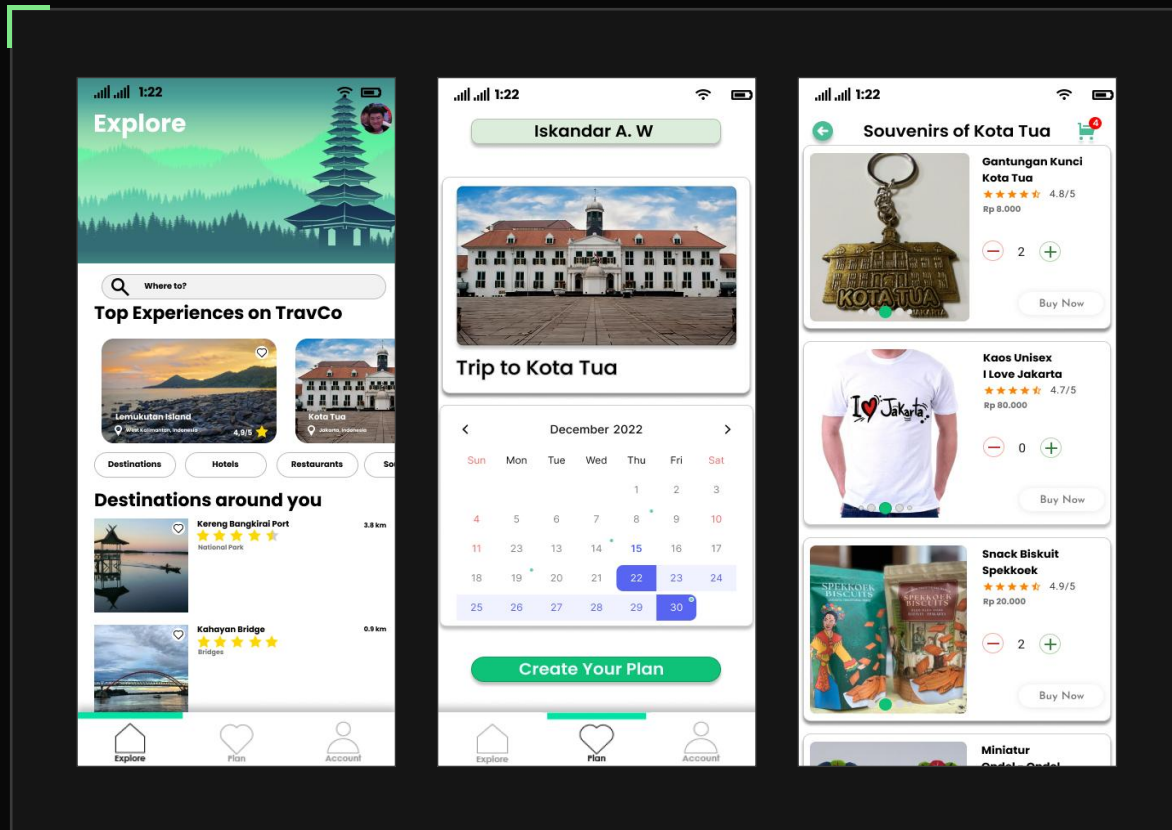 1:22
Explore
Where to?
Top Experiences on TravCo
Lemukutan Island
West Kalimantan, Indonesia
4,9/5
Kota Tua
Jakarta, Indonesia
Destinations
Hotels
Restaurants
So
Destinations around you
Kereng Bangkirai Port
3.8 km
National Park
Kahayan Bridge
0.9 km
Bridges
Explore
Plan
Account
1:22
Iskandar A. W
Trip to Kota Tua
December 2022
Sun Mon Tue Wed Thu Fri Sat
1 2 3
4 5 6 7 8 9 10
11 23 13 14 15 16 17
18 19 20 21 22 23 24
25 26 27 28 29 30
Create Your Plan
Explore
Plan
Account
1:22
Souvenirs of Kota Tua
4
KOTA TUA
JAKARTA
Gantungan Kunci
Kota Tua
4.8/5
Rp 8.000
2
Buy Now
I Jakarta
Kaos Unisex
I Love Jakarta
4.7/5
Rp 80.000
0
Buy Now
SPEKKOEK
BISCUITS
SPEKKOEK
BISCUITS
Snack Biskuit
Spekkoek
4.9/5
Rp 20.000
2
Buy Now
Miniatur
Ondel - Ondel